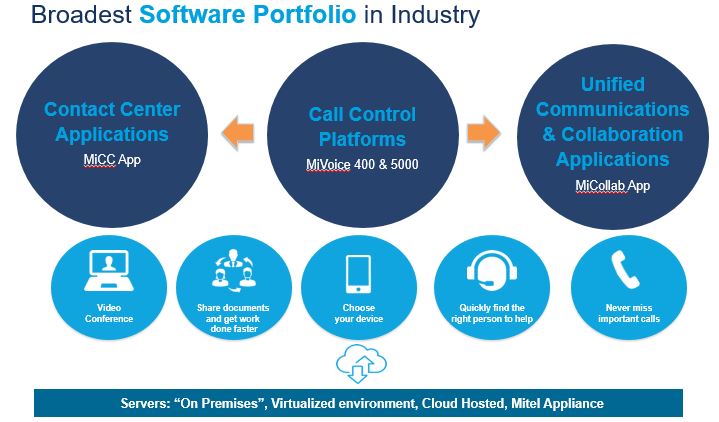 Broadest Software Portfolio in Industry
Contact Center
Applications
MiCC App
Call Control
Platforms
MiVoice 400 & 5000
Unified
Communications
& Collaboration
Applications
MiCollab App
Video
Conference
Share documents
and get work
done faster
Choose
your device
Quickly find the
right person to help
Never miss
important calls
Servers: “On Premises”, Virtualized environment, Cloud Hosted, Mitel Appliance